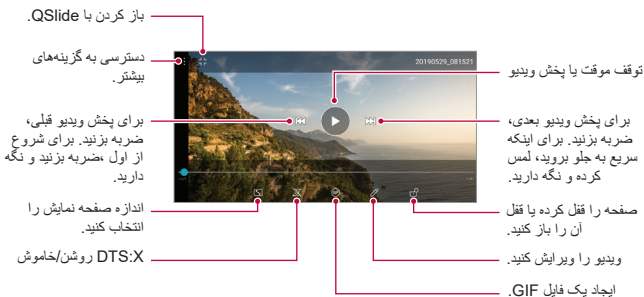 باز کردن با QSlide.
دسترسی به گزینه‌های
بیشتر.
برای پخش ویدیو قبلی،
ضربه بزنید. برای شروع
از اول ،ضربه بزنید و نگه
دارید.
اندازه صفحه نمایش را
انتخاب کنید.
DTS:X روشن/خاموش
20190529_081521
توقف موقت یا پخش ویدیو
برای پخش ویدیو بعدی،
ضربه بزنید. برای اینکه
سریع به جلو بروید، لمس
کرده و نگه دارید.
صفحه را قفل کرده یا قفل
آن را باز کنید.
ویدیو را ویرایش کنید.
ایجاد یک فایل GIF.